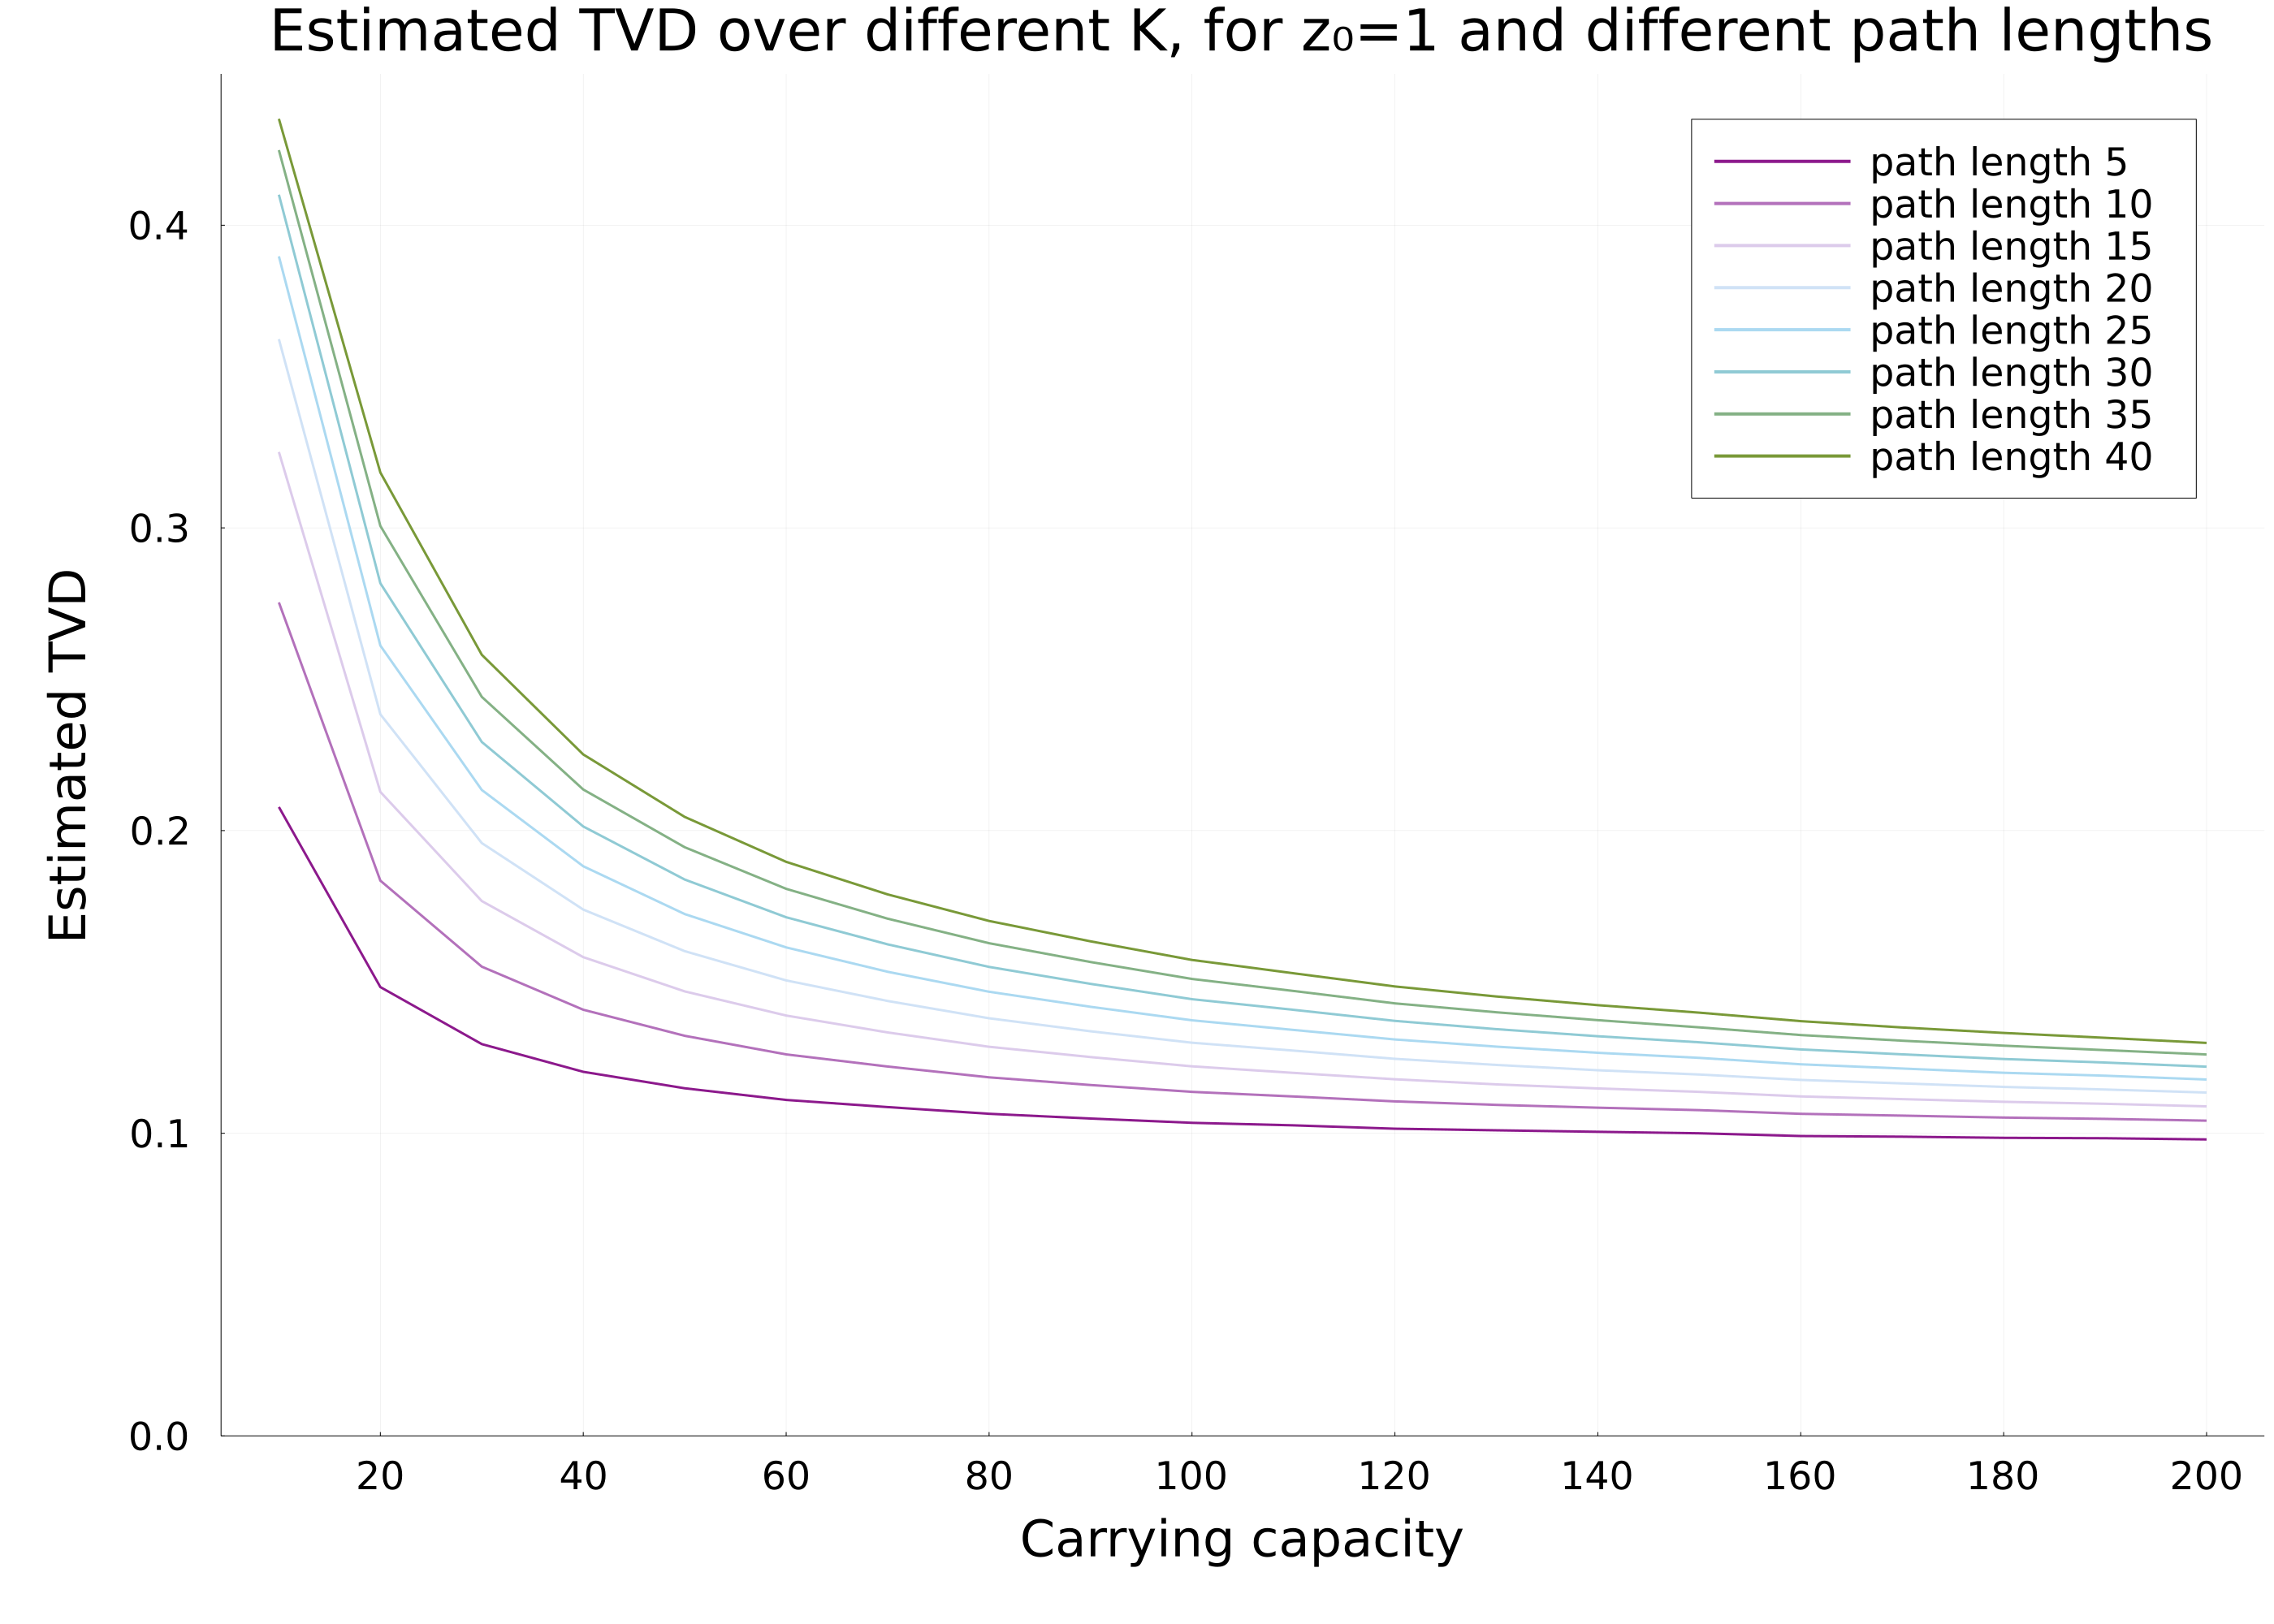 Estimated TVD over different K, for z₀=1 and different path lengths
path length 5
path length 10
path length 15
path length 20
path length 25
path length 30
path length 35
path length 40
Estimated TVD
0.4
0.3
0.2
0.1
0.0
20 40 60 80 100 120 140 160 180 200
Carrying capacity